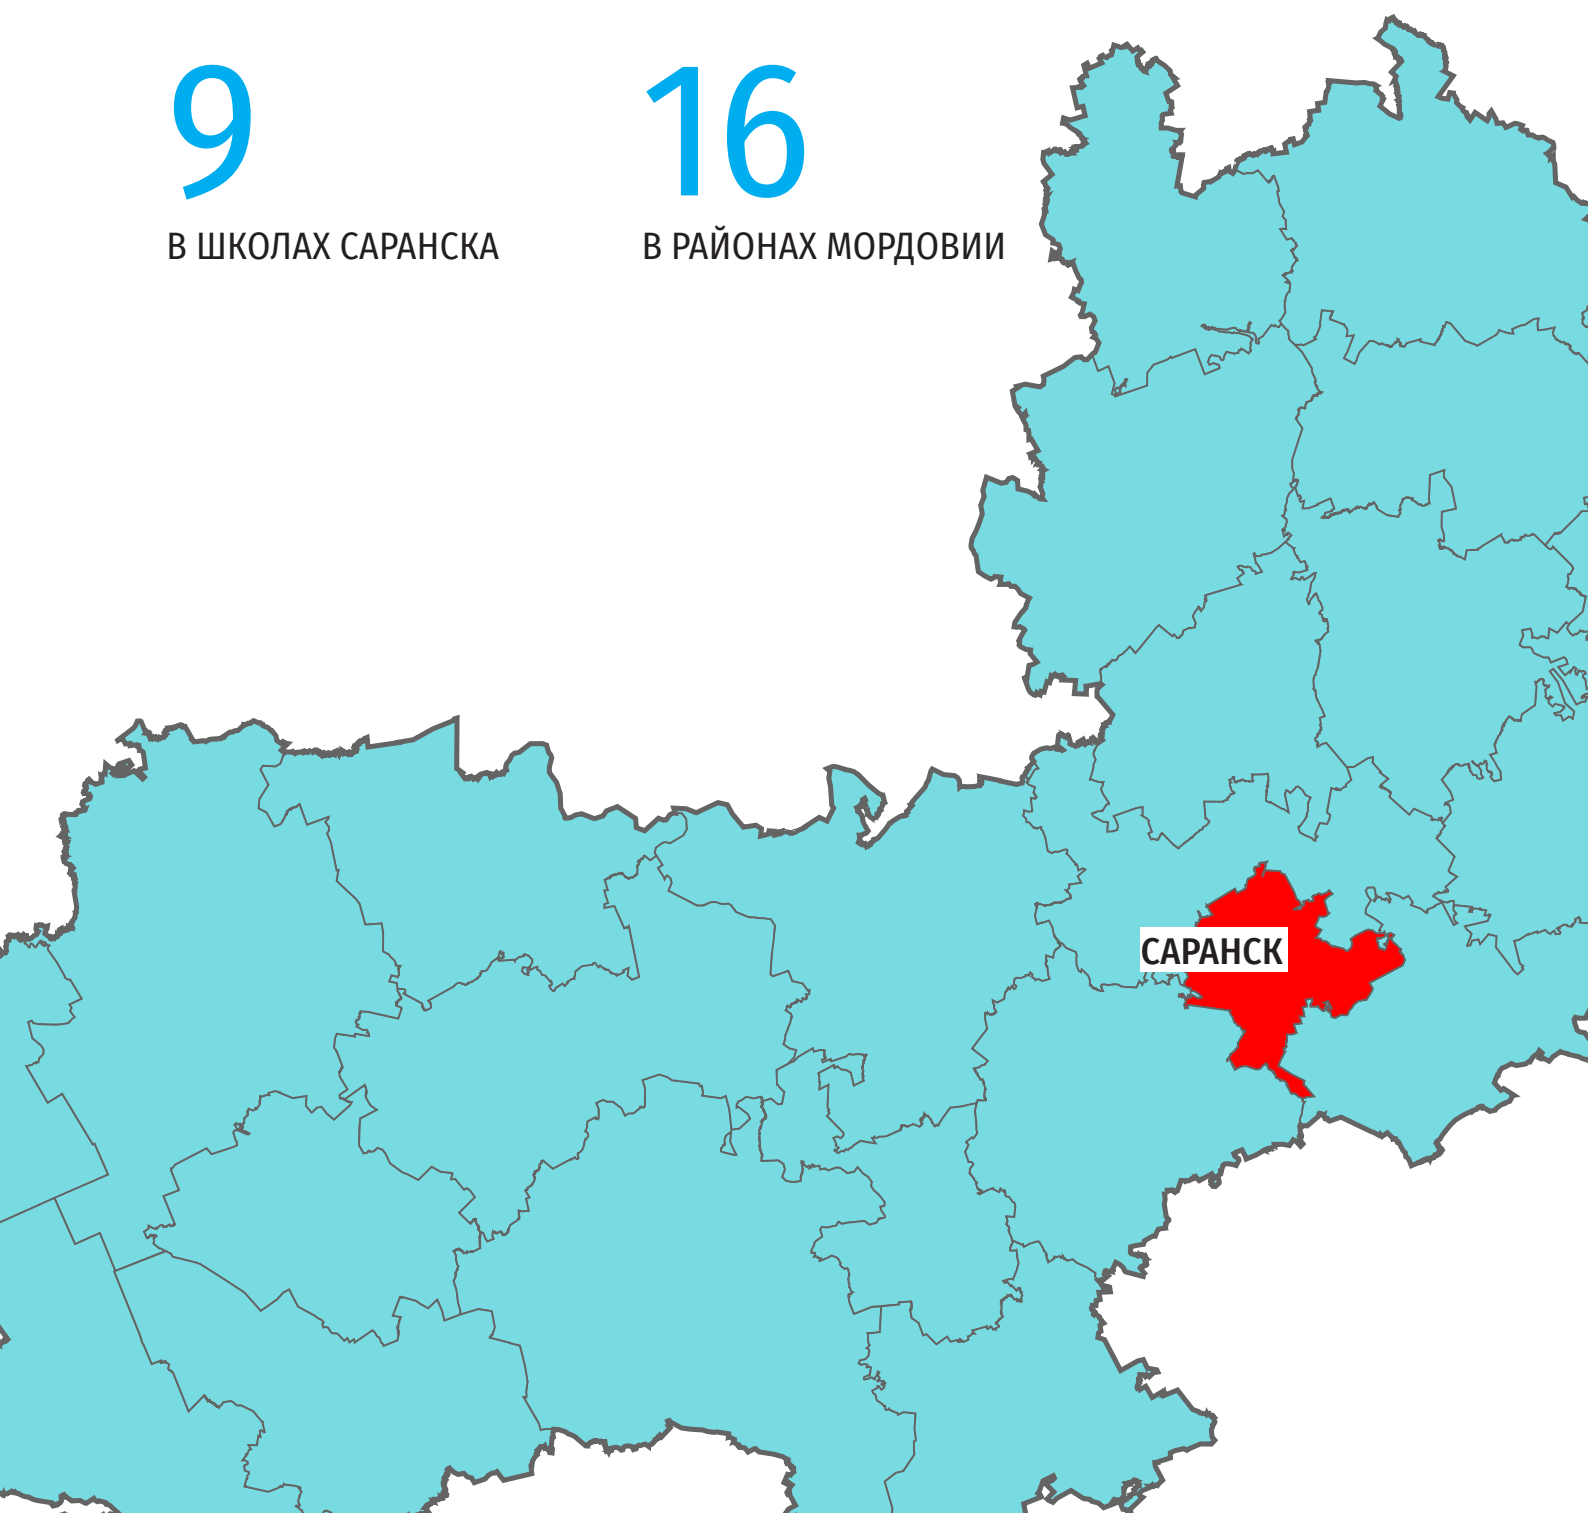 9
В ШКОЛАХ САРАНСКА
16
В РАЙОНАХ МОРДОВИИ
САРАНСК